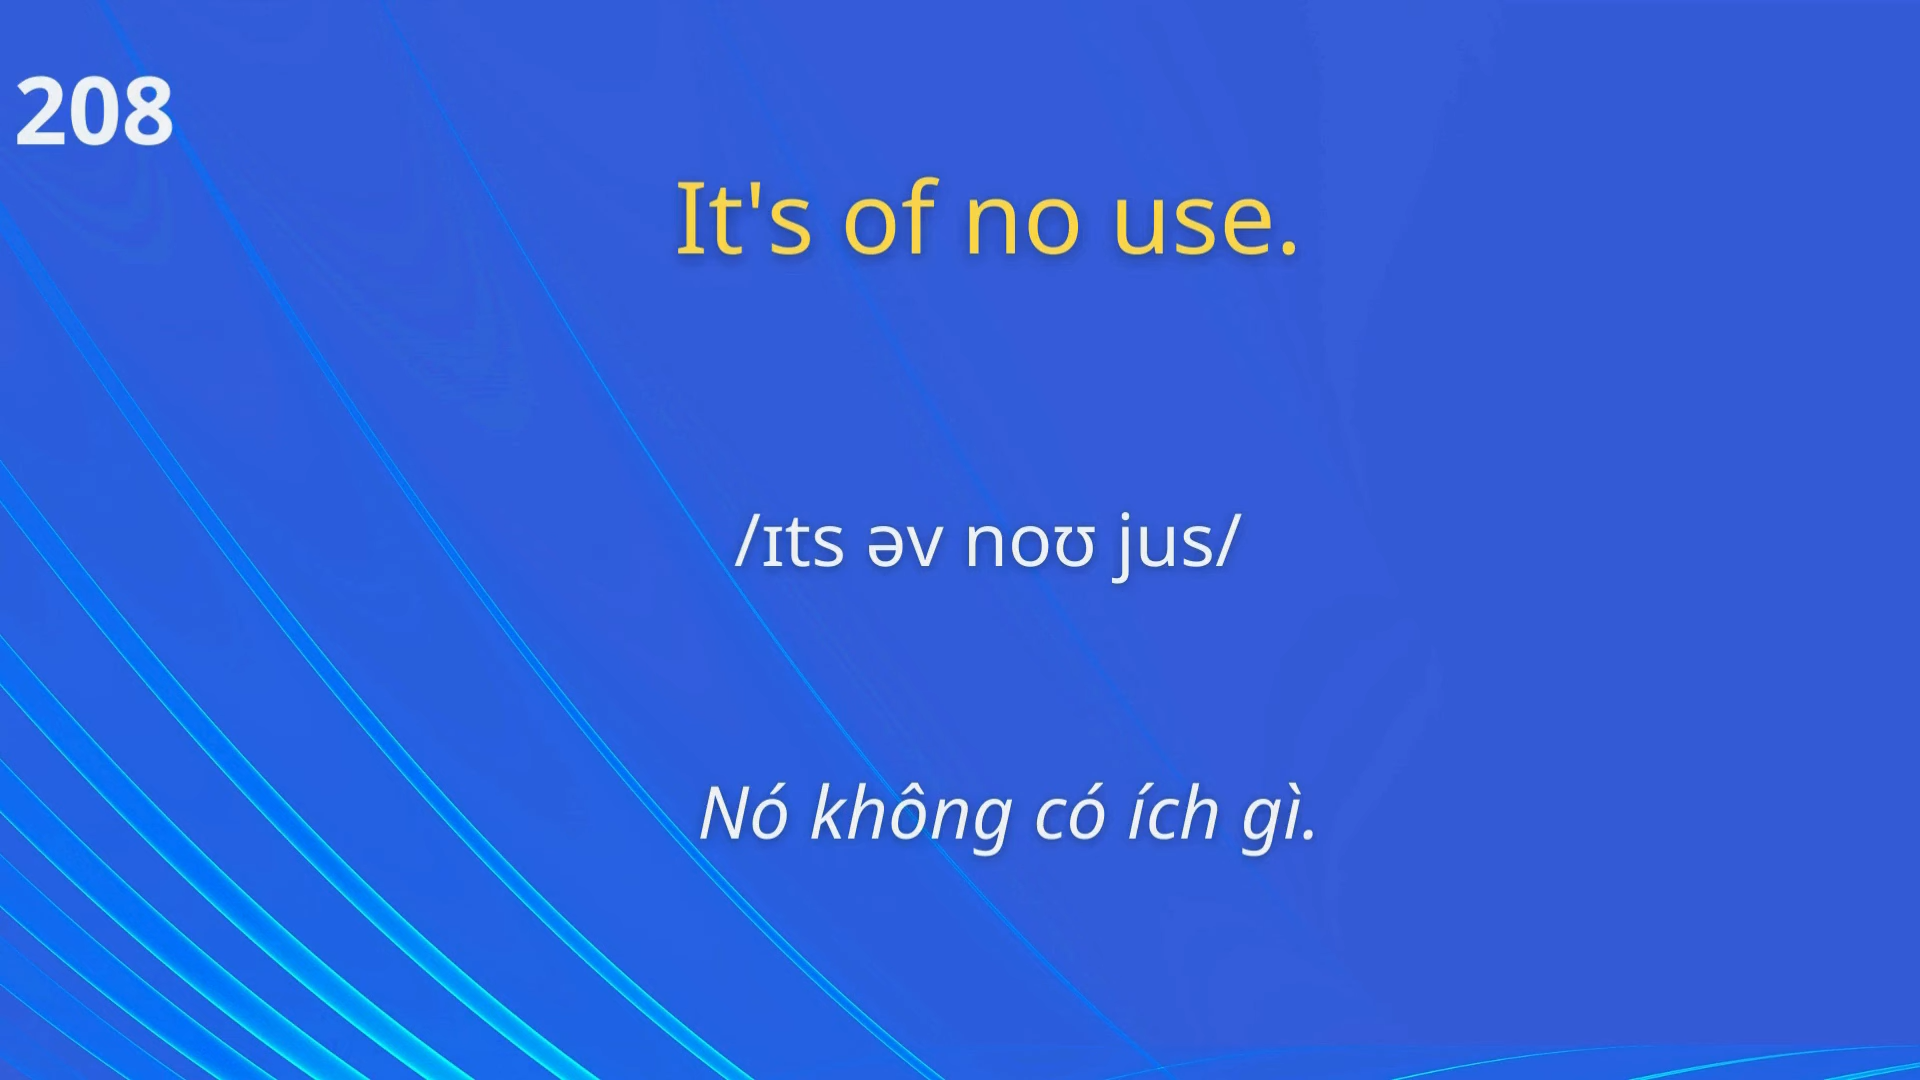 208
It's of no use.
/ɪts əv noʊ jus/
Nó không có ích gì.